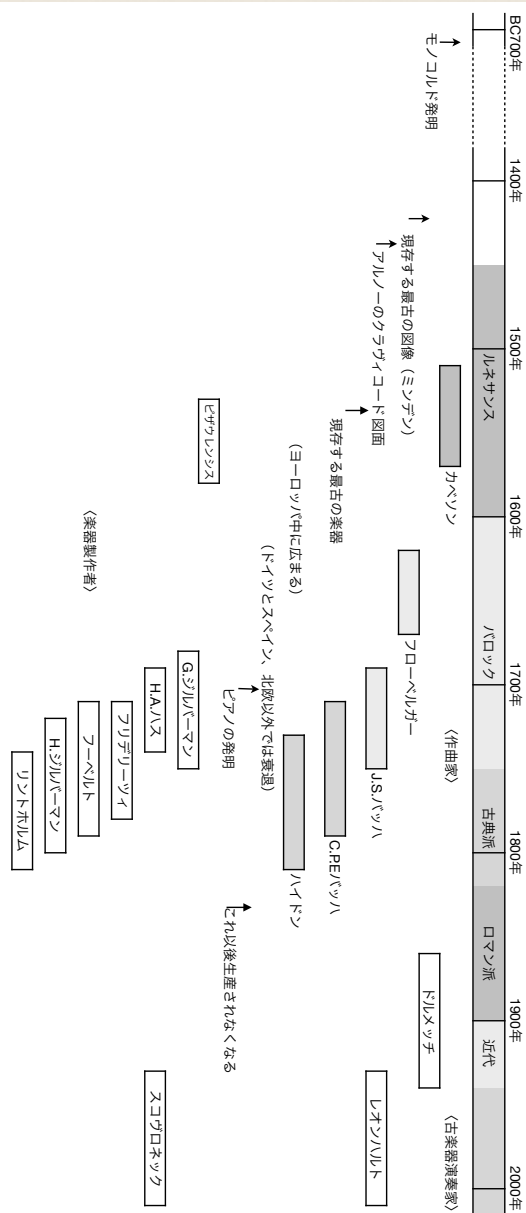 BC700年
1400年
1500年
1600年
1700年
1800年
1900年
2000年
ルネサンス
バロック
古典派
ロマン派
近代
モノコルド発明
カベソン
〈作曲家〉
〈古楽器演奏家〉
ドルメッチ
現存する最古の図像（ミンデン）
フローベルガー
アルノーのクラヴィコード図面
J.S.バッハ
レオンハルト
現存する最古の楽器
C.P.Eバッハ
（ヨーロッパ中に広まる）
ハイドン
（ドイツとスペイン、北欧以外では衰退）
ピアノの発明
これ以後生産されなくなる
ピザウレンシス
G.ジルバーマン
H.A.ハス
スコヴロネック
フリデリーツィ
〈楽器製作者〉
フーベルト
H.ジルバーマン
リントホルム